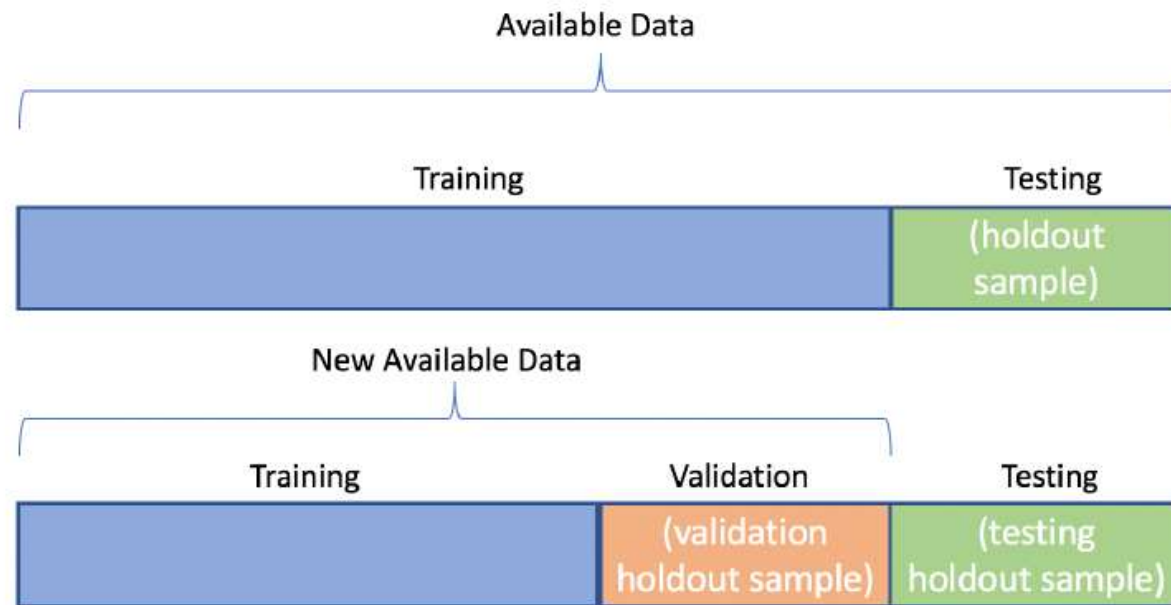 Available Data
Training
Testing
(holdout
sample)
New Available Data
Training
Validation
Testing
(validation
holdout sample)
(testing
holdout sample)